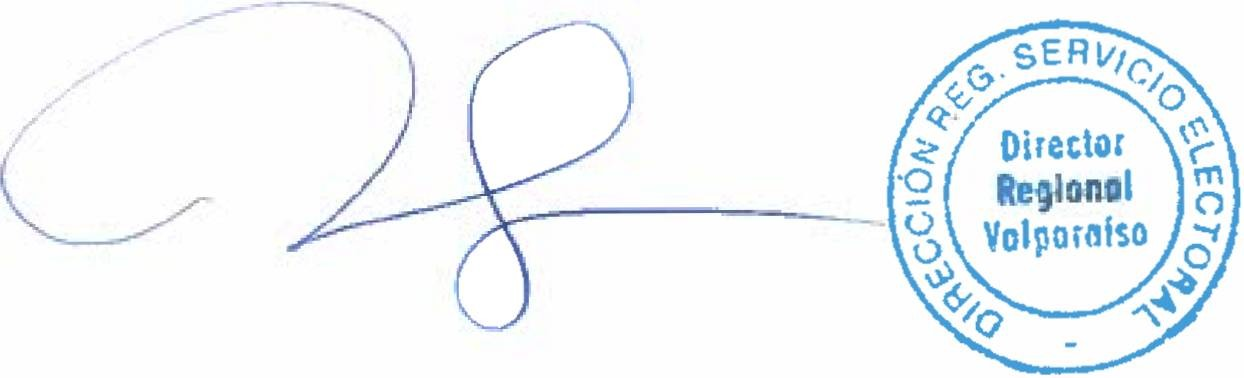 DIRECCIÓN REG. SERVICIO ELECTORAL
Director
Regional
Valparaíso
-